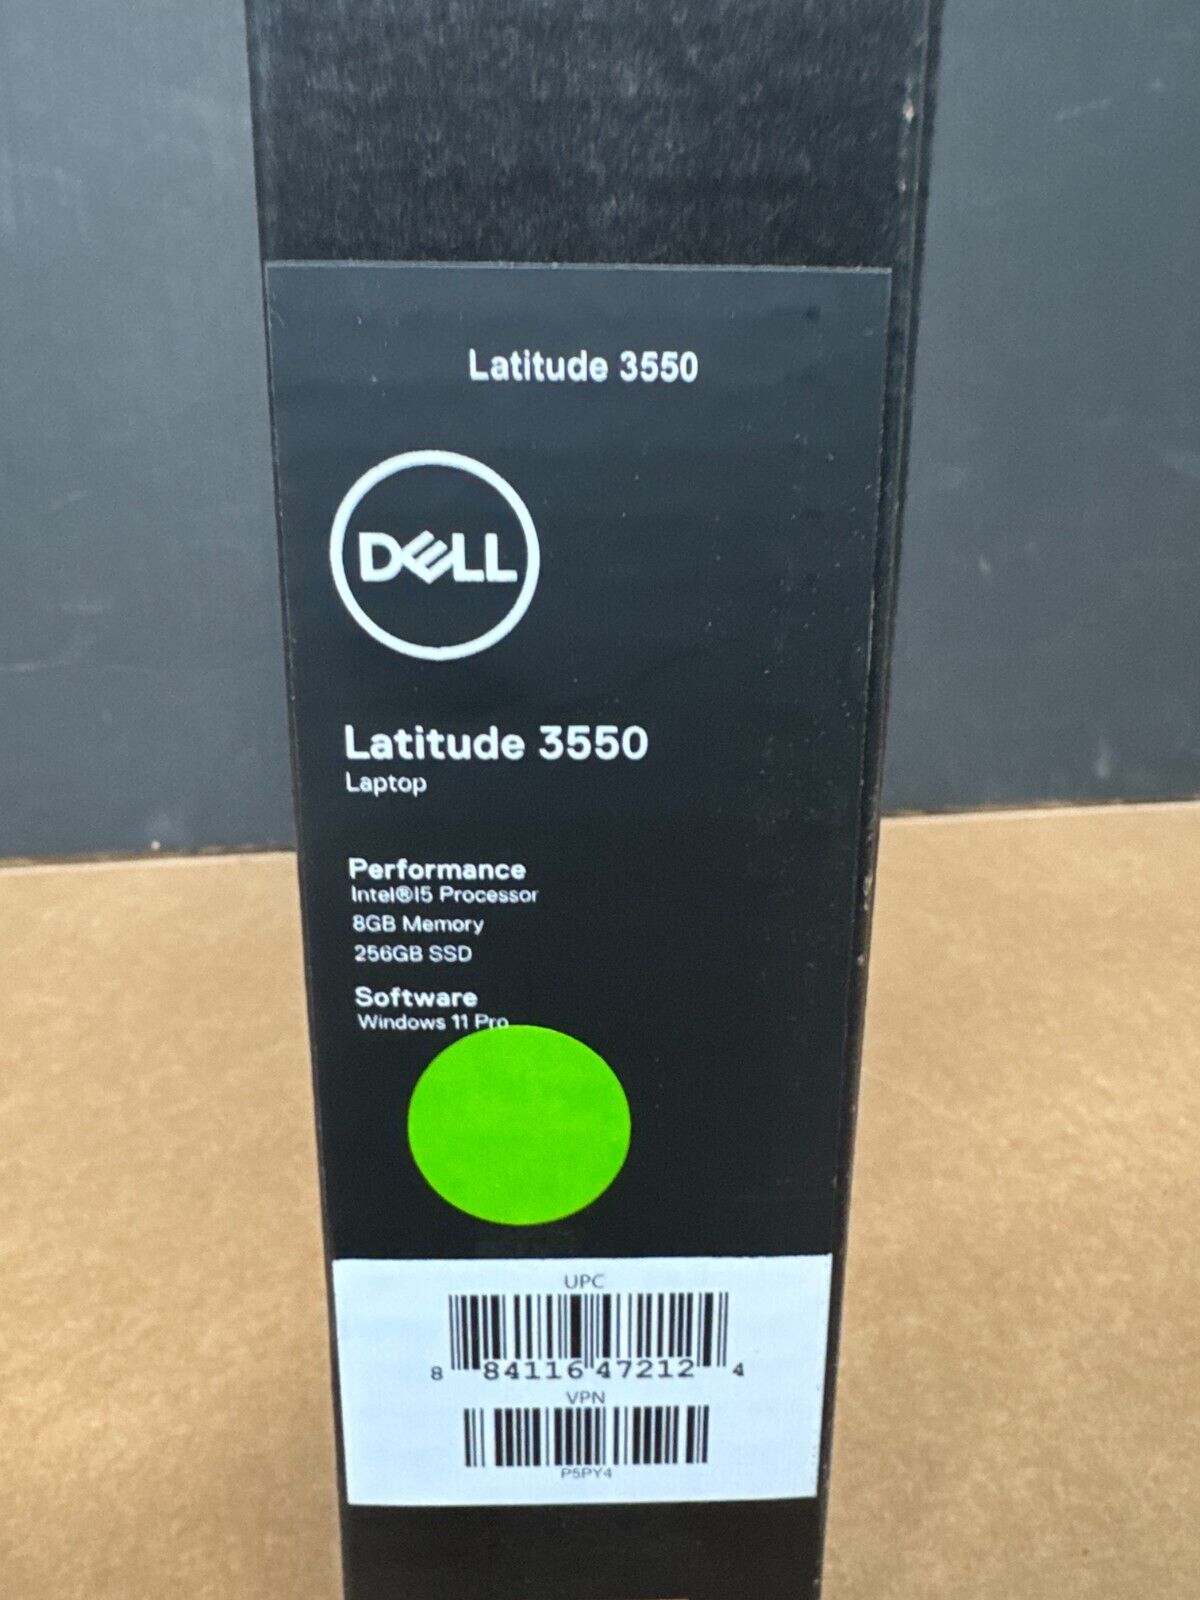 Latitude 3550
DELL
Latitude 3550
Laptop
Performance
Intel®I5 Processor
8GB Memory
256GB SSD
Software
Windows 11 Pro
UPC
8 84116 47212 4
VPN
P5PY4